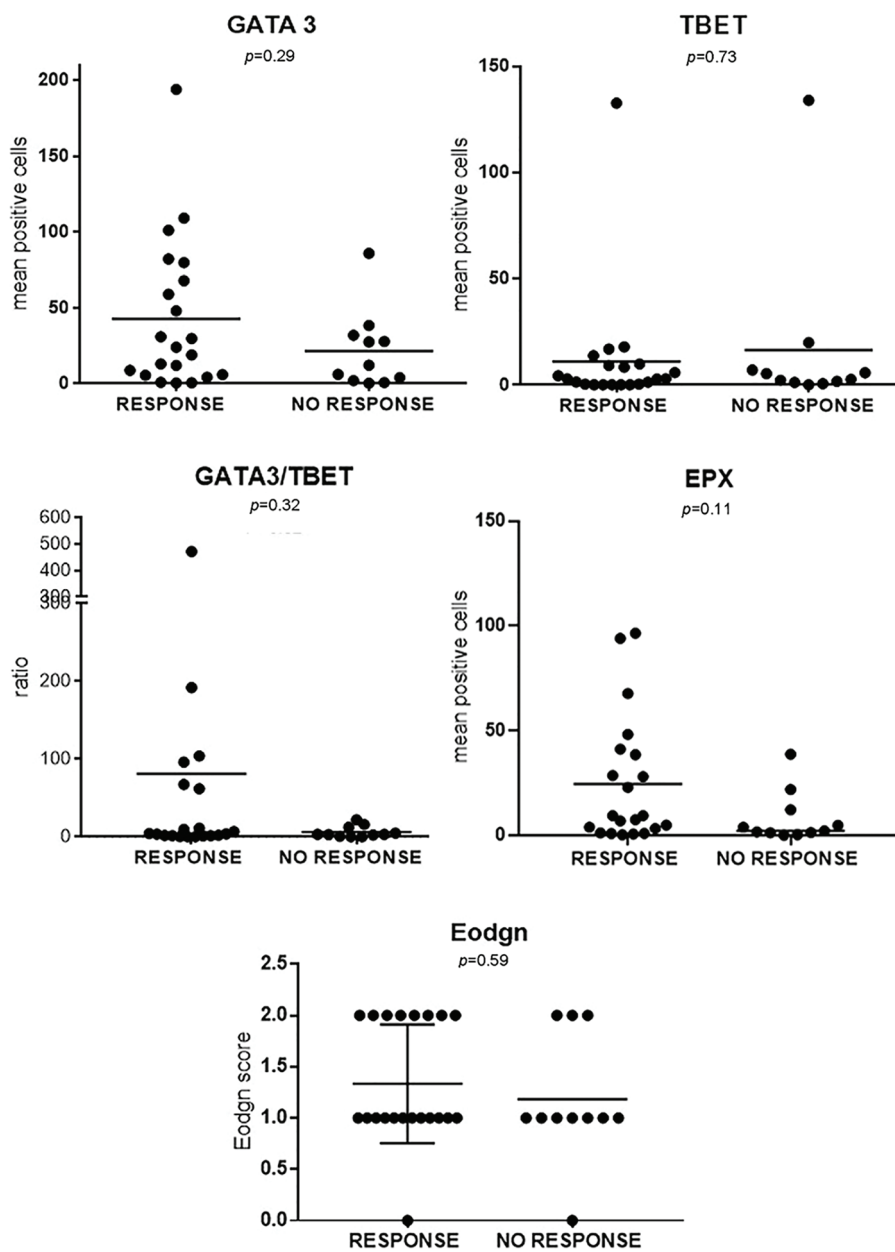 GATA 3
p=0.29
mean positive cells
200
150
100
50
0
RESPONSE
NO RESPONSE
TBET
p=0.73
mean positive cells
150
100
50
0
RESPONSE
NO RESPONSE
GATA3/TBET
p=0.32
ratio
600
500
400
300
300
200
100
0
RESPONSE
NO RESPONSE
EPX
p=0.11
mean positive cells
150
100
50
0
RESPONSE
NO RESPONSE
Eodgn
p=0.59
Eodgn score
2.5
2.0
1.5
1.0
0.5
0.0
RESPONSE
NO RESPONSE